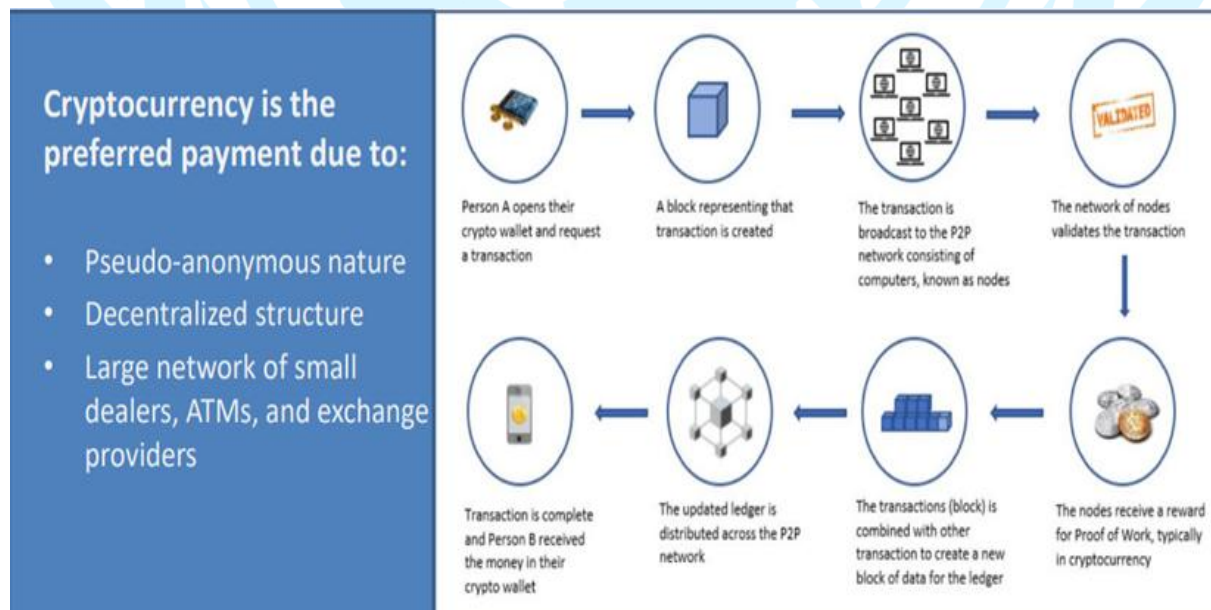 Cryptocurrency is the
preferred payment due to:
• Pseudo-anonymous nature
• Decentralized structure
• Large network of small
dealers, ATMs, and exchange
providers
Person A opens their
crypto wallet and request
a transaction
A block representing that
transaction is created
The transaction is
broadcast to the P2P
network consisting of
computers, known as nodes
VALIDATED
The network of nodes
validates the transaction
The nodes receive a reward
for Proof of Work, typically
in cryptocurrency
The transactions (block) is
combined with other
transaction to create a new
block of data for the ledger
The updated ledger is
distributed across the P2P
network
Transaction is complete
and Person B received
the money in their
crypto wallet